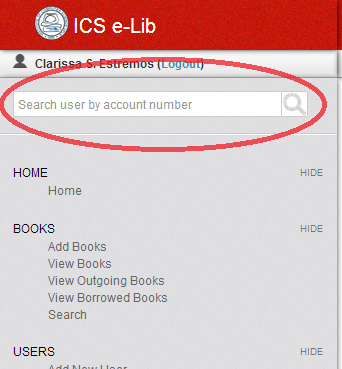 ICS e-Lib
Clarissa S. Estremos (Logout)
Search user by account number
HOME HIDE
Home
BOOKS HIDE
Add Books
View Books
View Outgoing Books
View Borrowed Books
Search
USERS HIDE
Add New User